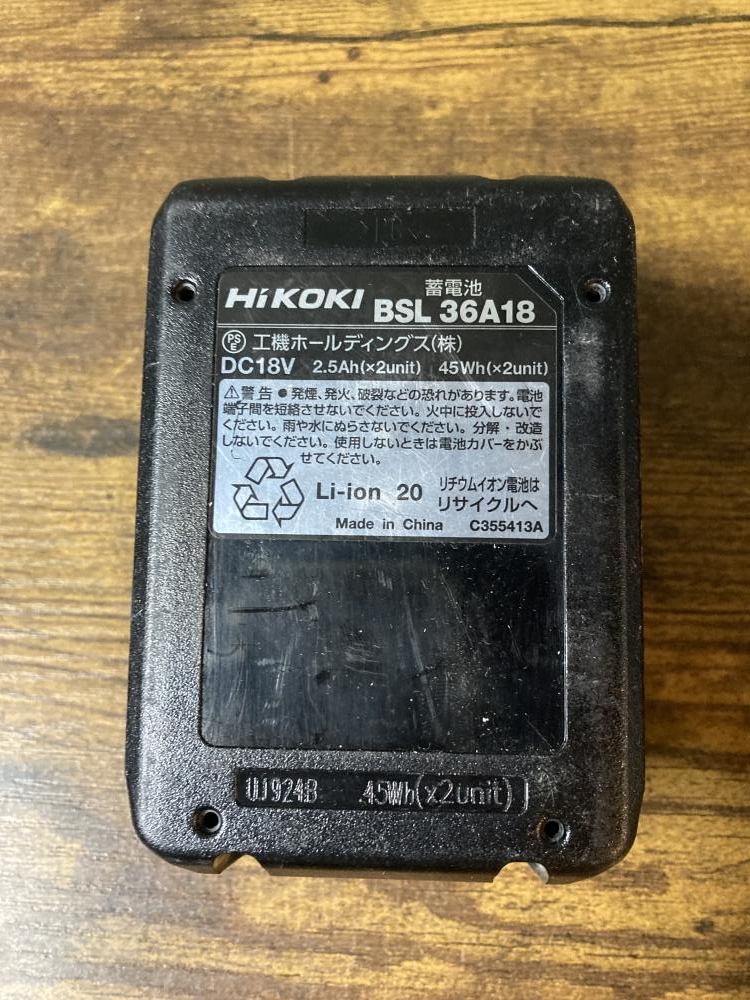 HiKOKI
蓄電池
BSL 36A18
PS
E
工機ホールディングス(株)
DC18V 2.5Ah(×2unit) 45Wh(×2unit)
⚠警告 ● 発煙、発火、破裂などの恐れがあります。電池
端子間を短絡させないでください。火中に投入しないで
ください。雨や水にぬらさないでください。分解・改造
しないでください。使用しないときは電池カバーをかぶ
せてください。
Li-ion 20
リチウムイオン電池は
リサイクルへ
Made in China C355413A
UJ924B 45Wh(x2unit)